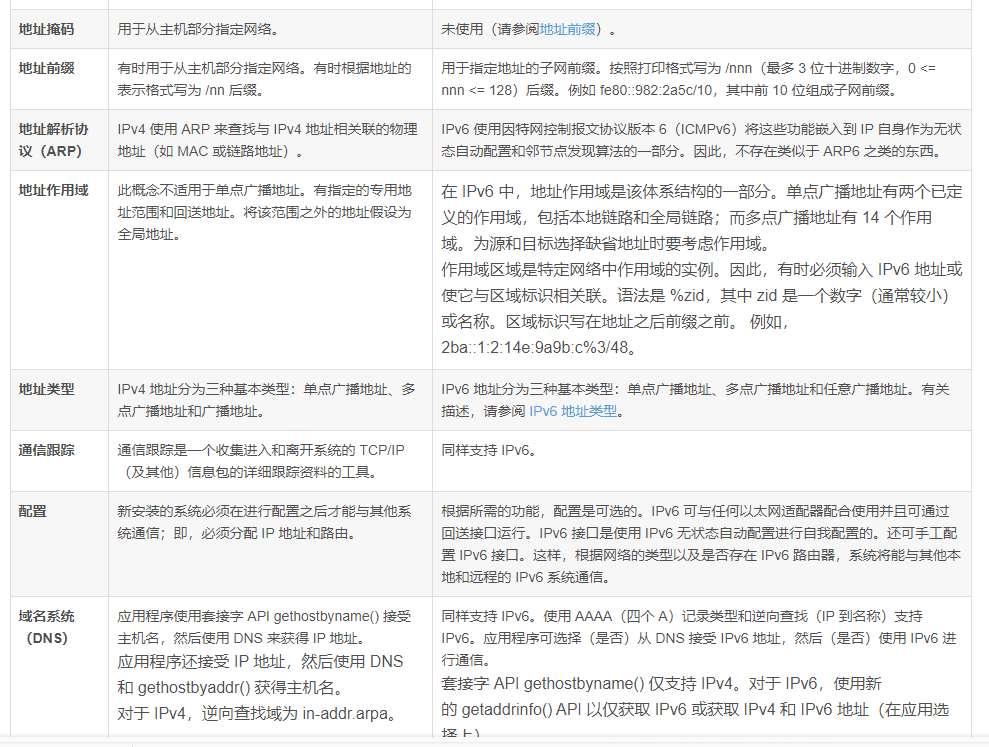 地址掩码
用于从主机部分指定网络。
未使用（请参阅地址前缀）。
地址前缀
有时用于从主机部分指定网络。有时根据地址的
表示格式写为 /nn 后缀。
用于指定地址的子网前缀。按照打印格式写为 /nnn（最多 3 位十进制数字，0 <=
nnn <= 128）后缀。例如 fe80::982:2a5c/10，其中前 10 位组成子网前缀。
地址解析协
议（ARP）
IPv4 使用 ARP 来查找与 IPv4 地址相关联的物理
地址（如 MAC 或链路地址）。
IPv6 使用因特网控制报文协议版本 6（ICMPv6）将这些功能嵌入到 IP 自身作为无状
态自动配置和邻节点发现算法的一部分。因此，不存在类似于 ARP6 之类的东西。
地址作用域
此概念不适用于单点广播地址。有指定的专用地
址范围和回送地址。将该范围之外的地址假设为
全局地址。
在 IPv6 中，地址作用域是该体系结构的一部分。单点广播地址有两个已定
义的作用域，包括本地链路和全局链路；而多点广播地址有 14 个作用
域。为源和目标选择缺省地址时要考虑作用域。
作用域区域是特定网络中作用域的实例。因此，有时必须输入 IPv6 地址或
使它与区域标识相关联。语法是 %zid，其中 zid 是一个数字（通常较小）
或名称。区域标识写在地址之后前缀之前。 例如，
2ba::1:2:14e:9a9b:c%3/48。
地址类型
IPv4 地址分为三种基本类型：单点广播地址、多
点广播地址和广播地址。
IPv6 地址分为三种基本类型：单点广播地址、多点广播地址和任意广播地址。有关
描述，请参阅 IPv6 地址类型。
通信跟踪
通信跟踪是一个收集进入和离开系统的 TCP/IP
（及其他）信息包的详细跟踪资料的工具。
同样支持 IPv6。
配置
新安装的系统必须在进行配置之后才能与其他系
统通信；即，必须分配 IP 地址和路由。
根据所需的功能，配置是可选的。IPv6 可与任何以太网适配器配合使用并且可通过
回送接口运行。IPv6 接口是使用 IPv6 无状态自动配置进行自我配置的。还可手工配
置 IPv6 接口。这样，根据网络的类型以及是否存在 IPv6 路由器，系统将能与其他本
地和远程的 IPv6 系统通信。
域名系统
（DNS）
应用程序使用套接字 API gethostbyname() 接受
主机名，然后使用 DNS 来获得 IP 地址。
应用程序还接受 IP 地址，然后使用 DNS
和 gethostbyaddr() 获得主机名。
对于 IPv4，逆向查找域为 in-addr.arpa。
同样支持 IPv6。使用 AAAA（四个 A）记录类型和逆向查找（IP 到名称）支持
IPv6。应用程序可选择（是否）从 DNS 接受 IPv6 地址，然后（是否）使用 IPv6 进
行通信。
套接字 API gethostbyname() 仅支持 IPv4。对于 IPv6，使用新
的 getaddrinfo() API 以仅获取 IPv6 或获取 IPv4 和 IPv6 地址（在应用选
择上）